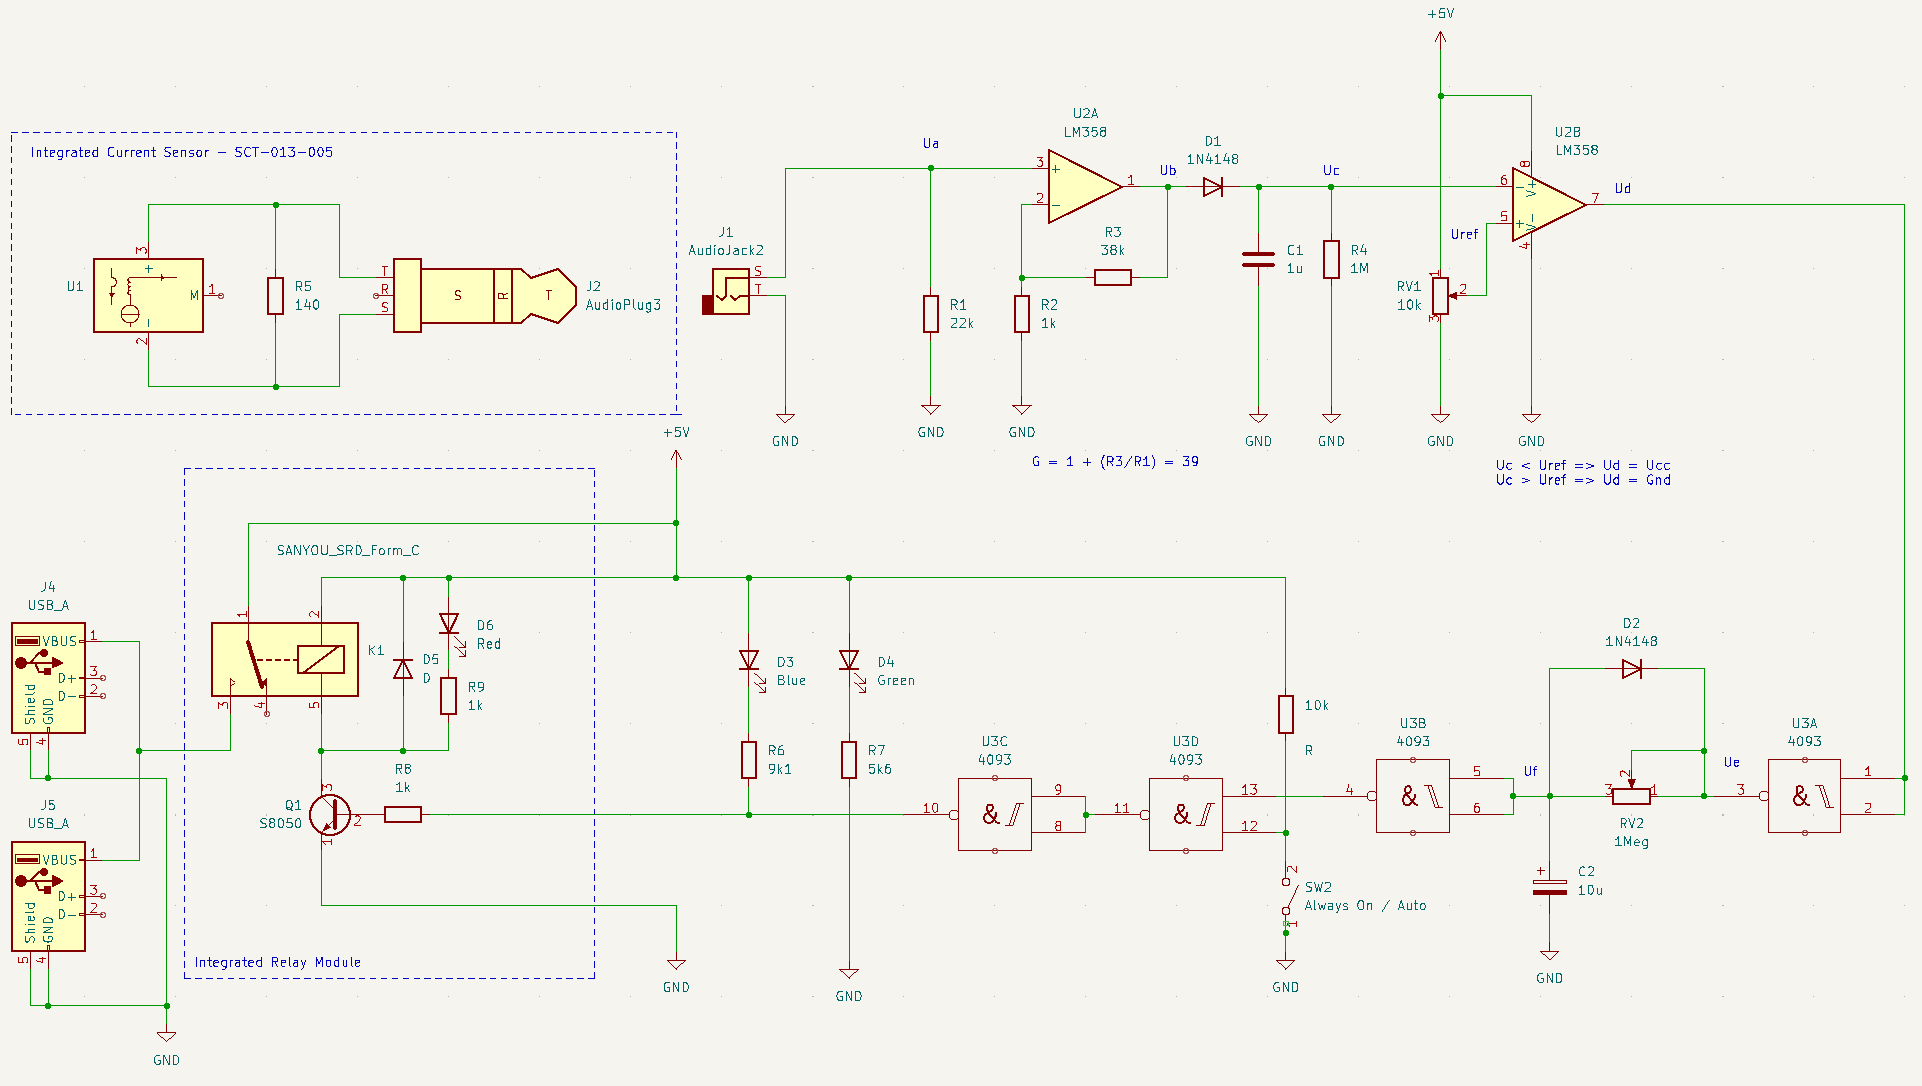 +5V
Integrated Current Sensor - SCT-013-005
U1
3
+
M
1
-
2
R5
140
T
R
S
S
R
T
J2
AudioPlug3
J1
AudioJack2
S
T
GND
Ua
R1
22k
GND
U2A
LM358
3
+
2
-
1
R3
38k
R2
1k
GND
G = 1 + (R3/R1) = 39
Ub
D1
1N4148
Uc
C1
1u
GND
R4
1M
GND
Uref
RV1
10k
1
2
3
GND
U2B
LM358
8
V+
6
-
5
+
V-
4
7
GND
Ud
Uc < Uref => Ud = Ucc
Uc > Uref => Ud = Gnd
+5V
SANYOU_SRD_Form_C
1
2
K1
3
4
5
D5
D
D6
Red
R9
1k
R8
1k
Q1
S8050
3
2
1
Integrated Relay Module
GND
J4
USB_A
VBUS
1
D+
3
D-
2
Shield
GND
5
4
J5
USB_A
VBUS
1
D+
3
D-
2
Shield
GND
5
4
GND
D3
Blue
R6
9k1
D4
Green
R7
5k6
GND
U3C
4093
10
&
9
8
U3D
4093
11
&
13
12
10k
R
2
SW2
Always On / Auto
1
GND
U3B
4093
4
&
5
6
Uf
D2
1N4148
2
3
1
RV2
1Meg
+
C2
10u
GND
Ue
U3A
4093
3
&
1
2